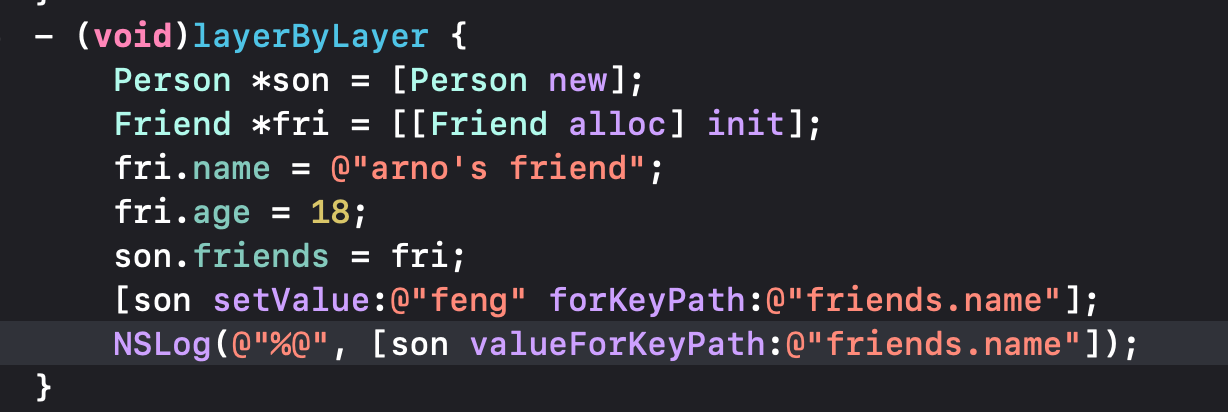 - (void)layerByLayer {
    Person *son = [Person new];
    Friend *fri = [[Friend alloc] init];
    fri.name = @"arno's friend";
    fri.age = 18;
    son.friends = fri;
    [son setValue:@"feng" forKeyPath:@"friends.name"];
    NSLog(@"%@", [son valueForKeyPath:@"friends.name"]);
}